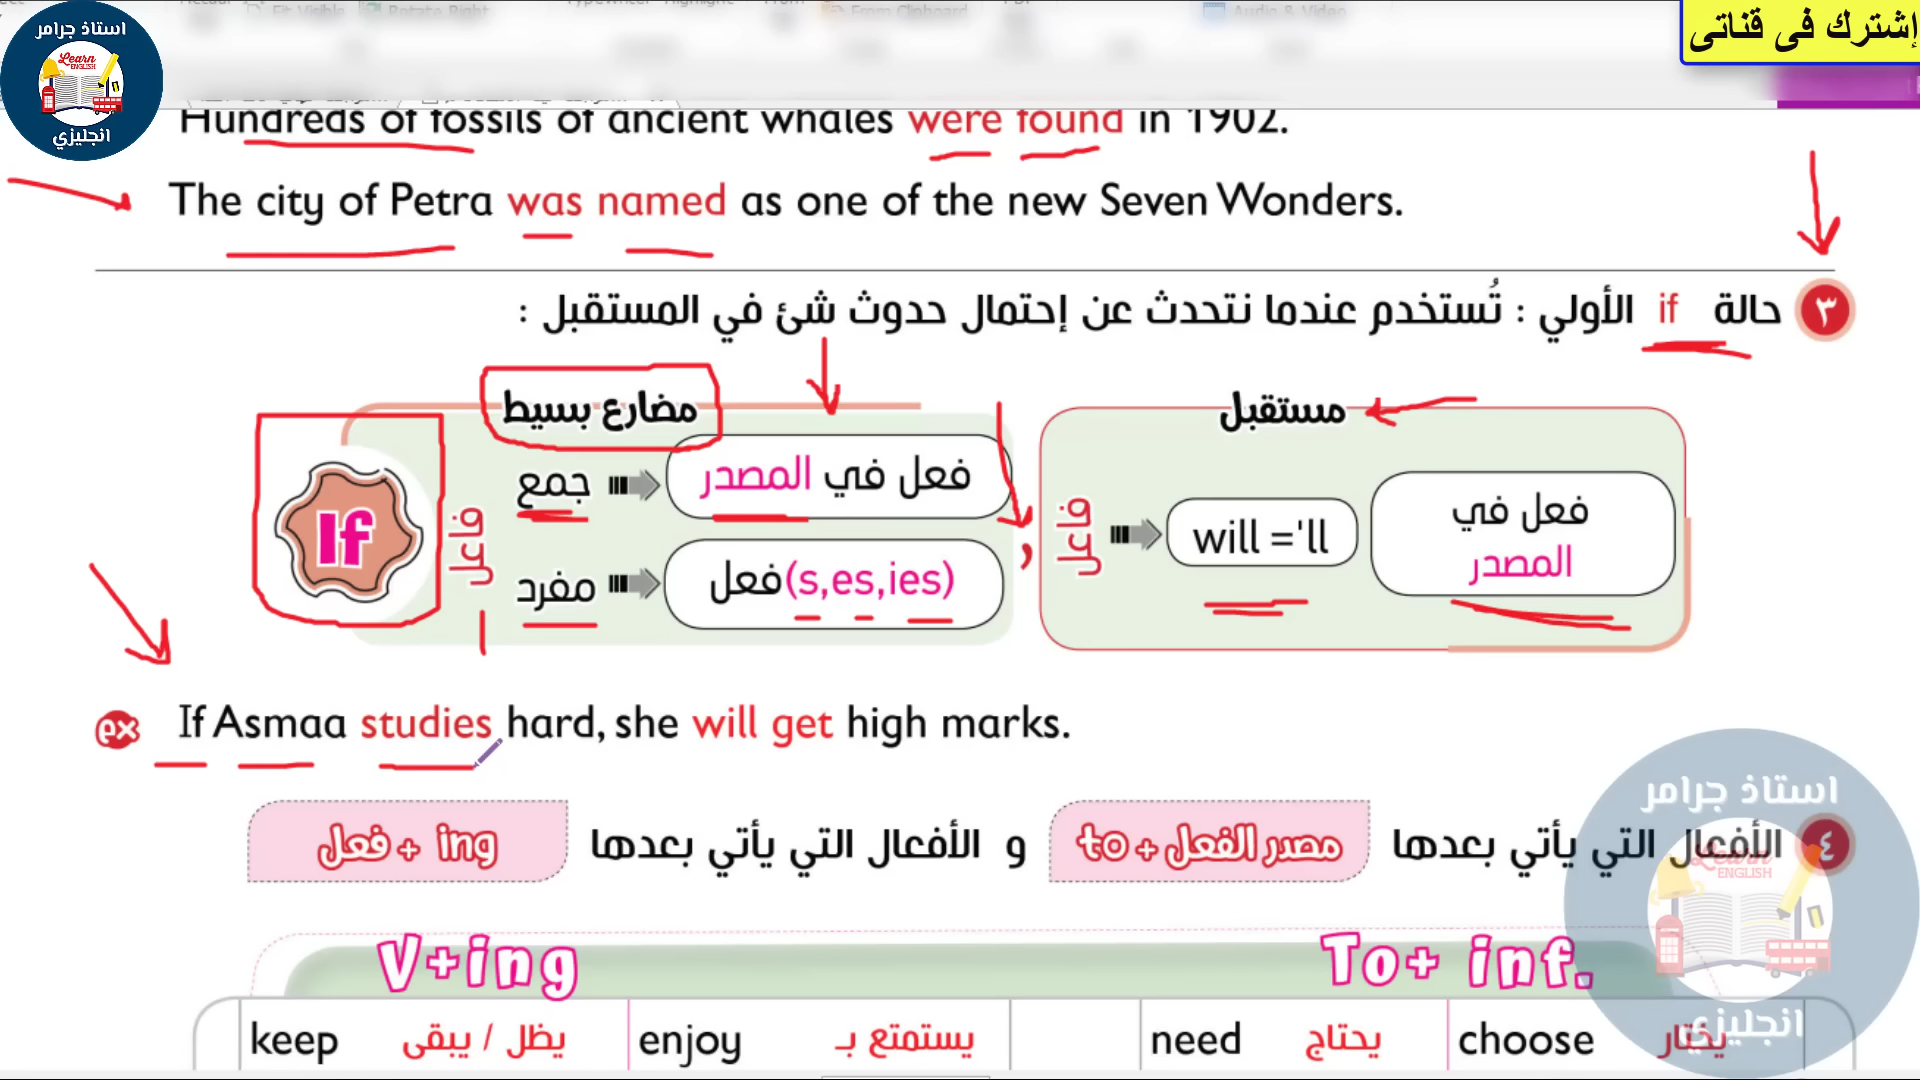 إشترك فى قناتى
استاذ جرامر
Learn
ENGLISH
انجليزي
Hundreds of fossils of ancient whales were found in 1902.
The city of Petra was named as one of the new Seven Wonders.
٣ حالة if الأولي : تُستخدم عندما نتحدث عن إحتمال حدوث شئ في المستقبل :
مضارع بسيط
مستقبل
If
فاعل
جمع
فعل في المصدر
مفرد
فعل(s,es,ies)
,
فاعل
will ='ll
فعل في
المصدر
ex If Asmaa studies hard, she will get high marks.
٤ الأفعال التي يأتي بعدها to + مصدر الفعل و الأفعال التي يأتي بعدها فعل + ing
استاذ جرامر
Learn
ENGLISH
انجليزي
V+ing
To+ inf.
keep يظل / يبقى enjoy يستمتع بـ need يحتاج choose يختار